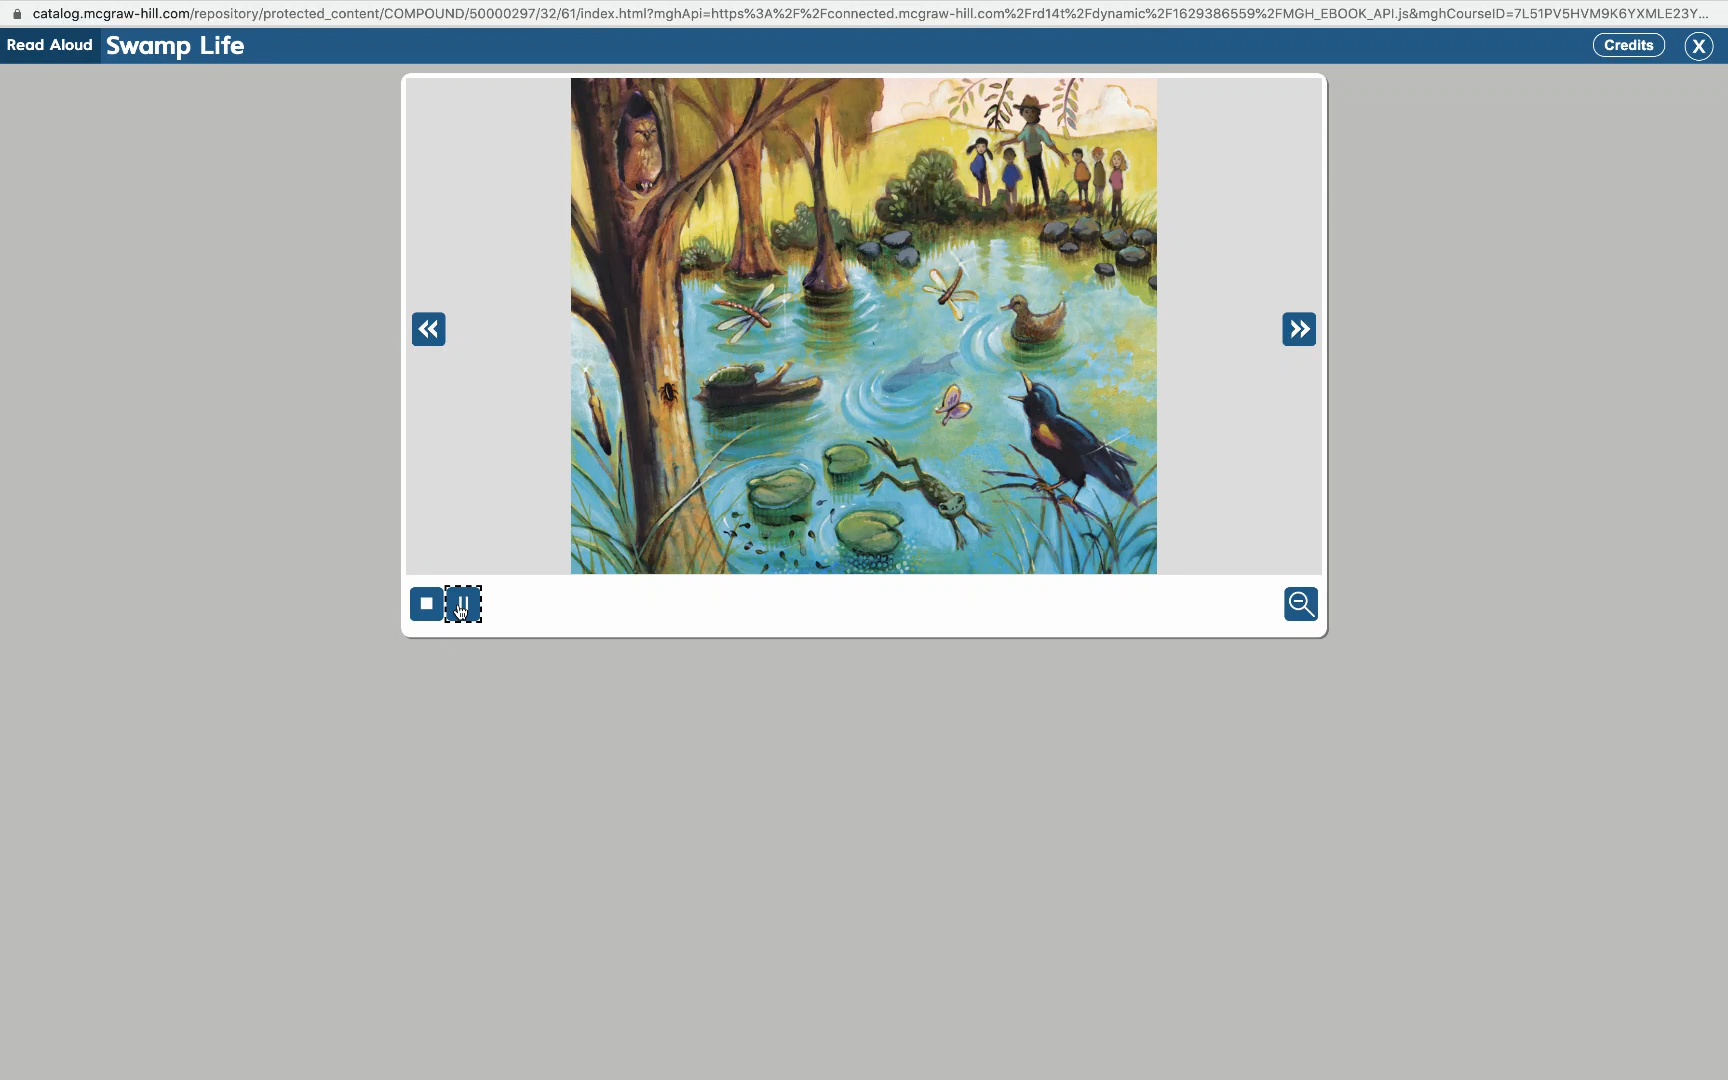 catalog.mcgraw-hill.com/repository/protected_content/COMPOUND/50000297/32/61/index.html?mghApi=https%3A%2F%2Fconnected.mcgraw-hill.com%2Frd14t%2Fdynamic%2F1629386559%2FMGH_EBOOK_API.js&mghCourseID=7L51PV5HVM9K6YXMLE23Y...
Read Aloud Swamp Life Credits X